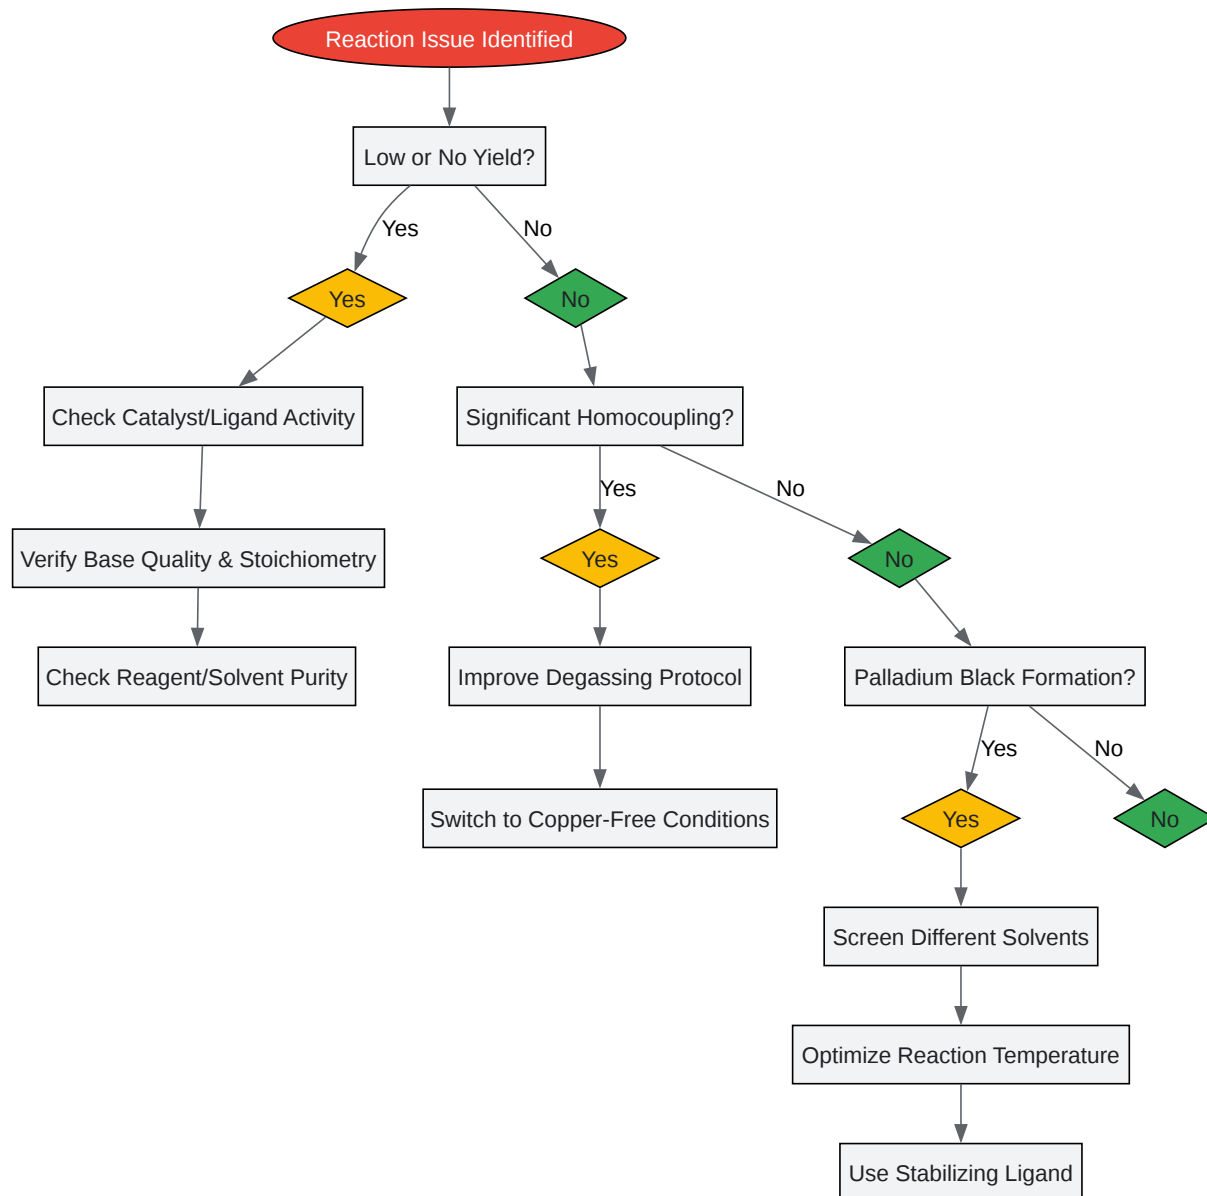 Reaction Issue Identified
Low or No Yield?
Yes
No
Yes
No
Check Catalyst/Ligand Activity
Significant Homocoupling?
Yes
No
Verify Base Quality & Stoichiometry
Yes
No
Check Reagent/Solvent Purity
Improve Degassing Protocol
Palladium Black Formation?
Yes
No
Switch to Copper-Free Conditions
Yes
No
Screen Different Solvents
Optimize Reaction Temperature
Use Stabilizing Ligand